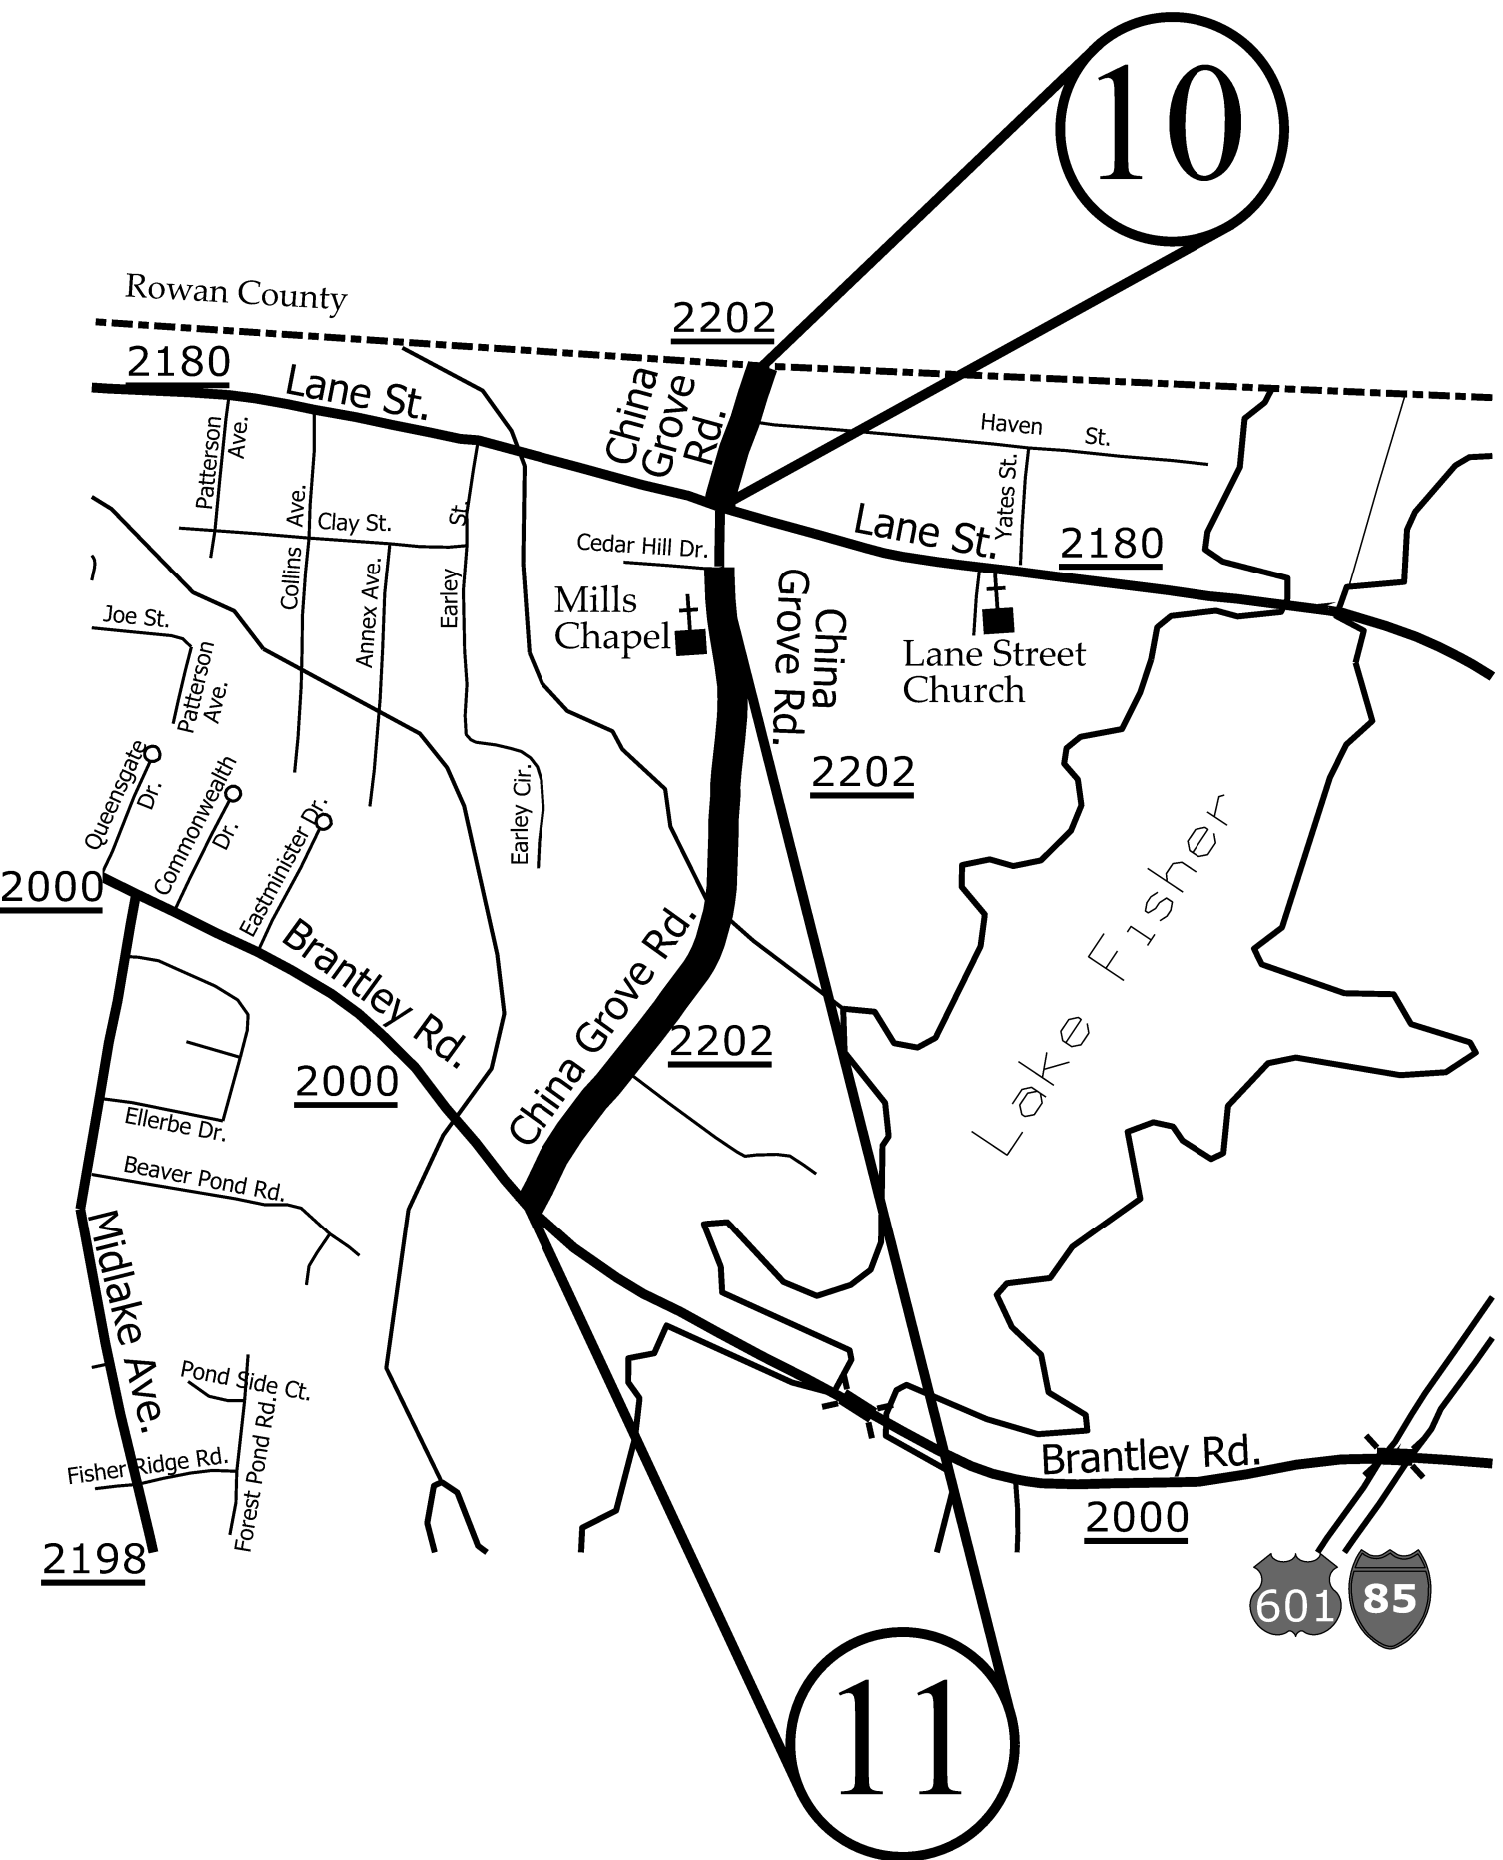 10
Rowan County
2202
2180
Lane St.
China
Grove
Rd.
Haven St.
Patterson
Ave.
Collins Ave.
Clay St.
Earley St.
Yates St.
Lane St.
2180
Cedar Hill Dr.
Annex Ave.
Mills
Chapel
China
Grove Rd.
Lane Street
Church
Joe St.
Patterson
Ave.
Queensgate
Dr.
Commonwealth
Dr.
Eastminister Dr.
Earley Cir.
2202
Lake Fisher
2000
Brantley Rd.
China Grove Rd.
2202
2000
Ellerbe Dr.
Beaver Pond Rd.
Midlake Ave.
Pond Side Ct.
Forest Pond Rd.
Fisher Ridge Rd.
Brantley Rd.
2000
2198
601
85
11